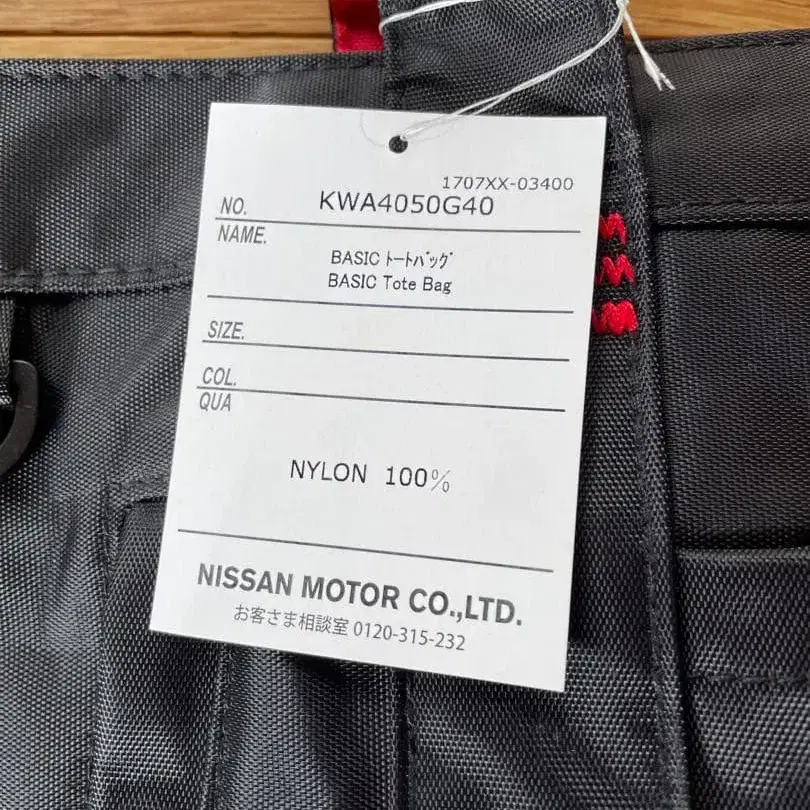 1707XX-03400
NO. KWA4050G40
NAME.
BASIC ﾄｰﾄﾊﾞｯｸﾞ
BASIC Tote Bag
SIZE.
COL.
QUA
NYLON 100%
NISSAN MOTOR CO.,LTD.
お客さま相談室 0120-315-232